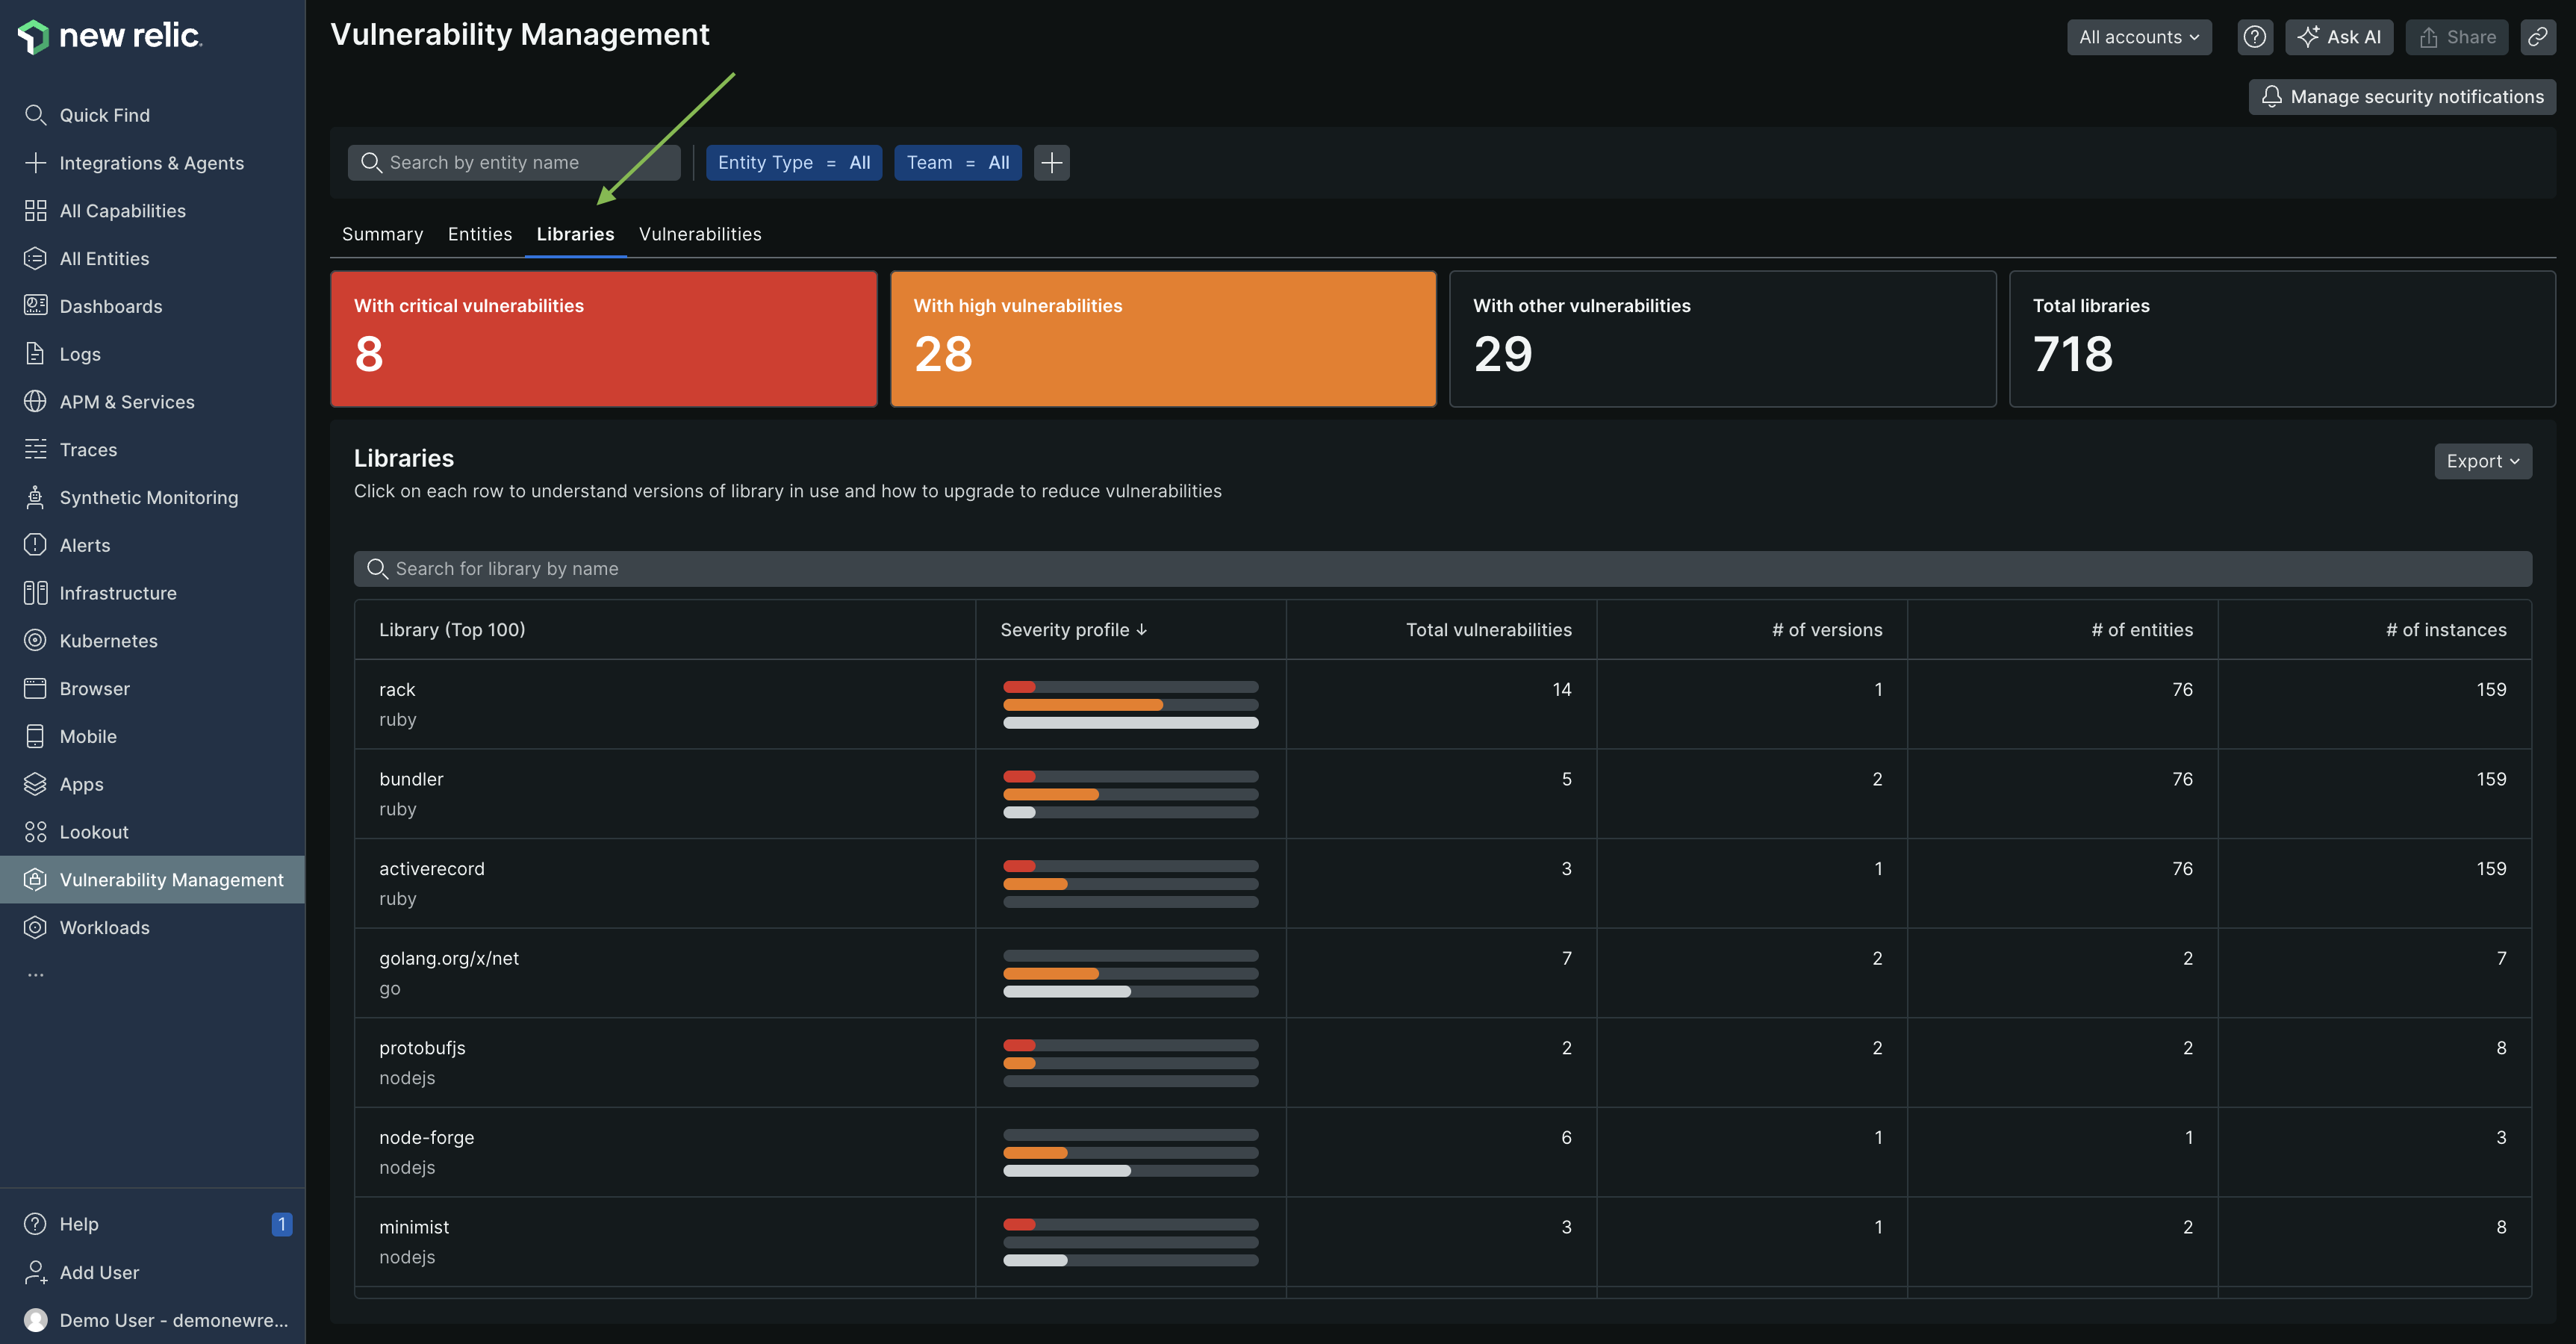 new relic.
Quick Find
Integrations & Agents
All Capabilities
All Entities
Dashboards
Logs
APM & Services
Traces
Synthetic Monitoring
Alerts
Infrastructure
Kubernetes
Browser
Mobile
Apps
Lookout
Vulnerability Management
Workloads
...
Help 1
Add User
Demo User - demonewre...
Vulnerability Management
All accounts
Ask AI
Share
Manage security notifications
Search by entity name
Entity Type = All
Team = All
Summary Entities Libraries Vulnerabilities
With critical vulnerabilities
8
With high vulnerabilities
28
With other vulnerabilities
29
Total libraries
718
Libraries
Export
Click on each row to understand versions of library in use and how to upgrade to reduce vulnerabilities
Search for library by name
Library (Top 100) Severity profile ↓ Total vulnerabilities # of versions # of entities # of instances
rack 14 1 76 159
ruby
bundler 5 2 76 159
ruby
activerecord 3 1 76 159
ruby
golang.org/x/net 7 2 2 7
go
protobufjs 2 2 2 8
nodejs
node-forge 6 1 1 3
nodejs
minimist 3 1 2 8
nodejs